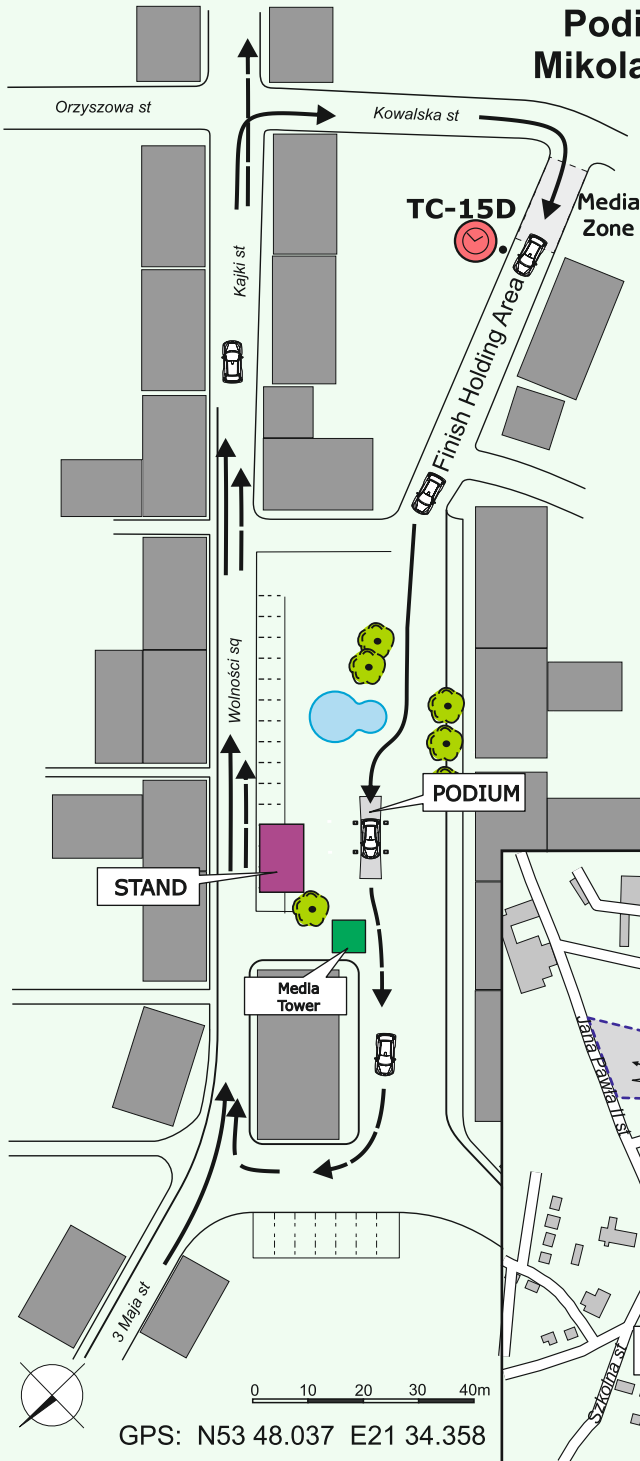 Podi
Mikoła
Orzyszowa st
Kowalska st
TC-15D
Media
Zone
Kajki st
Finish Holding Area
Wolności sq
PODIUM
STAND
Media
Tower
Jana Pawła II st
3 Maja st
Szkolna st
0 10 20 30 40m
GPS: N53 48.037 E21 34.358